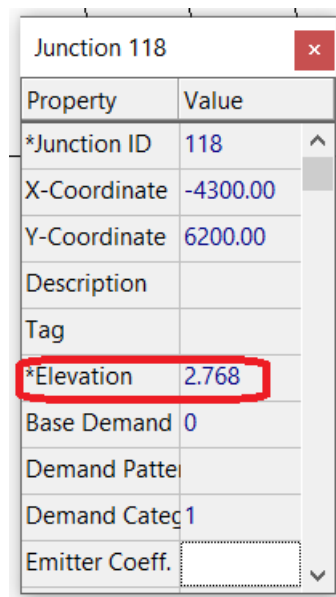 Junction 118
Property Value
*Junction ID 118
X-Coordinate -4300.00
Y-Coordinate 6200.00
Description
Tag
*Elevation 2.768
Base Demand 0
Demand Patter
Demand Categ 1
Emitter Coeff.